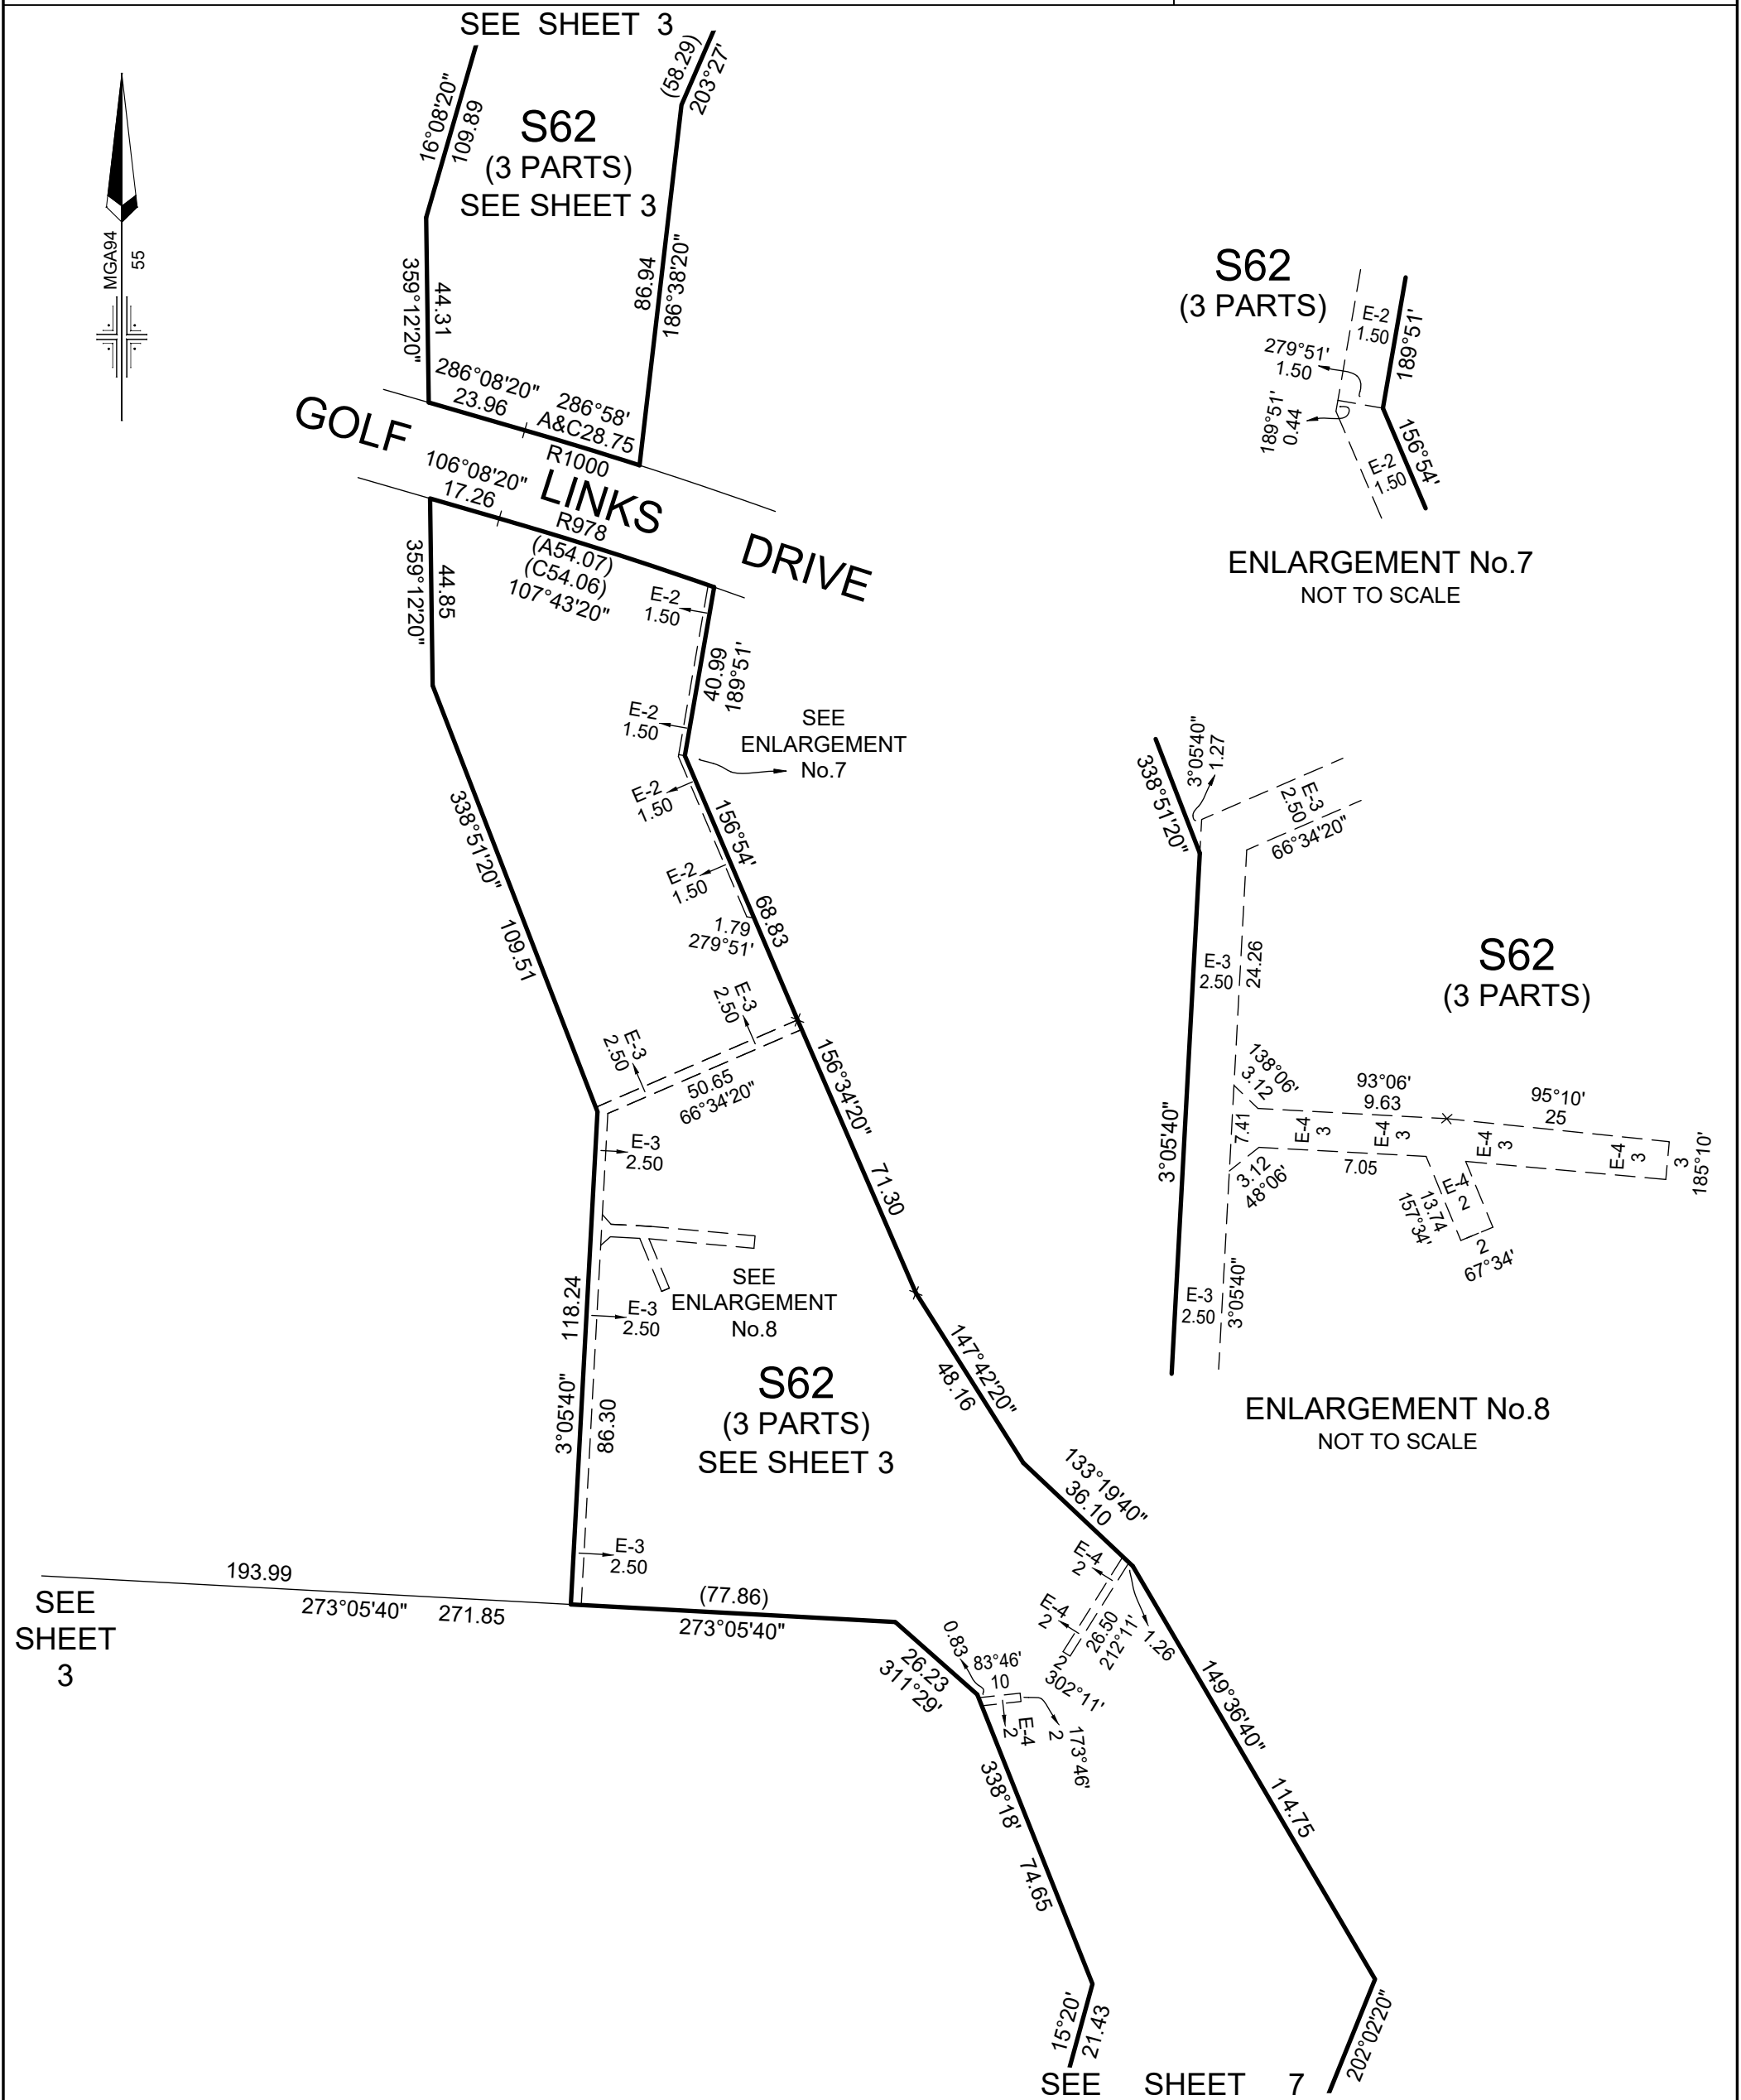 SEE SHEET 3
(58.29)
203°27'
16°08'20"
109.89
S62
(3 PARTS)
SEE SHEET 3
MGA94
55
359°12'20"
44.31
86.94
186°38'20"
286°08'20"
23.96
286°58'
A&C28.75
R1000
GOLF LINKS DRIVE
106°08'20"
17.26
R978
(A54.07)
(C54.06)
107°43'20"
359°12'20"
44.85
E-2
1.50
40.99
189°51'
E-2
1.50
SEE
ENLARGEMENT
No.7
E-2
1.50
156°54'
E-2
1.50
68.83
1.79
279°51'
338°51'20"
109.51
E-3
2.50
E-3
2.50
50.65
66°34'20"
156°34'20"
71.30
E-3
2.50
118.24
3°05'40"
E-3
2.50
SEE
ENLARGEMENT
No.8
86.30
S62
(3 PARTS)
SEE SHEET 3
147°42'20"
48.16
133°19'40"
36.10
E-3
2.50
193.99
273°05'40"
271.85
SEE
SHEET
3
(77.86)
273°05'40"
26.23
311°29'
0.83
83°46'
10
E-4
2
2
173°46'
E-4
2
E-4
2
26.50
212°11'
2
302°11'
1.26
149°36'40"
114.75
338°18'
74.65
15°20'
21.43
202°02'20"
SEE SHEET 7
S62
(3 PARTS)
E-2
1.50
189°51'
279°51'
1.50
189°51'
0.44
E-2
1.50
156°54'
ENLARGEMENT No.7
NOT TO SCALE
338°51'20"
3°05'40"
1.27
E-3
2.50
66°34'20"
E-3
2.50
24.26
S62
(3 PARTS)
138°06'
3.12
93°06'
9.63
95°10'
25
3°05'40"
7.41
E-4
3
E-4
3
E-4
3
E-4
3
3
185°10'
3.12
48°06'
7.05
E-4
2
13.74
157°34'
2
67°34'
E-3
2.50
3°05'40"
ENLARGEMENT No.8
NOT TO SCALE